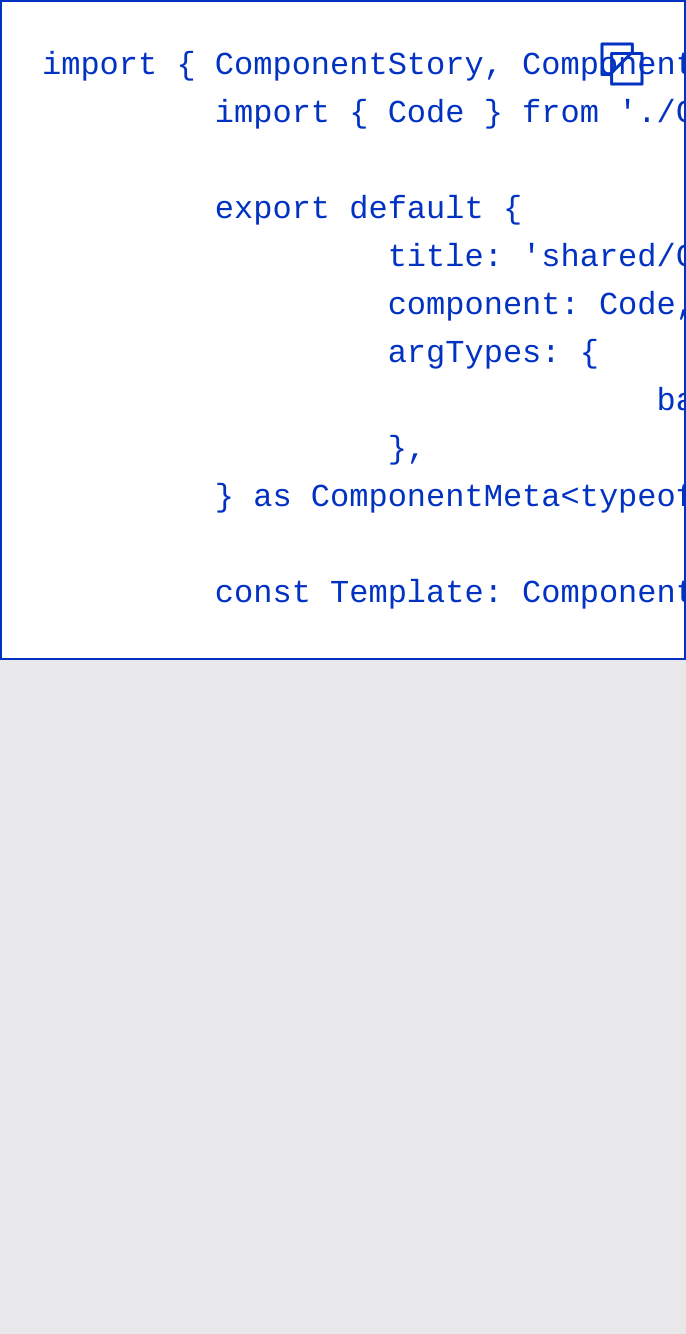 import { ComponentStory, Component
import { Code } from './
export default {
title: 'shared/
component: Code,
argTypes: {
ba
},
} as ComponentMeta<typeof
const Template: Component